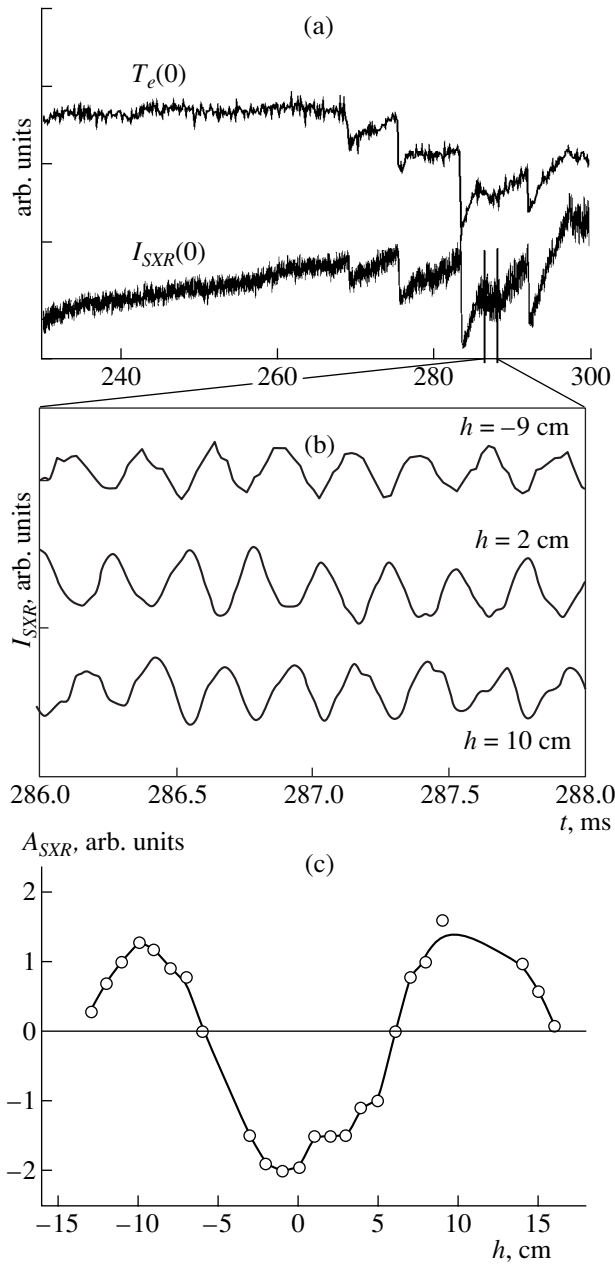 (a)
T_e(0)
arb. units
I_SXR(0)
240 260 280 300
(b)
h = –9 cm
h = 2 cm
I_SXR, arb. units
h = 10 cm
286.0 286.5 287.0 287.5 288.0
t, ms
A_SXR, arb. units
(c)
2
1
0
–1
–2
–15 –10 –5 0 5 10 15
h, cm